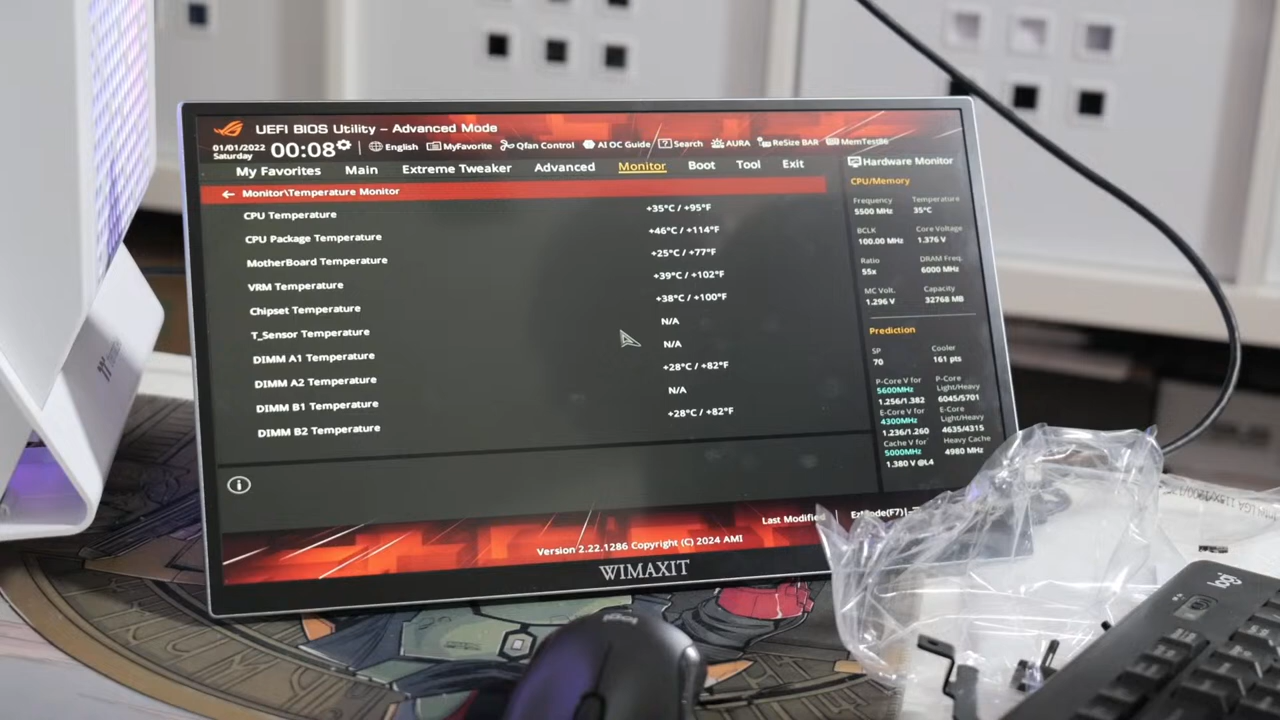 UEFI BIOS Utility – Advanced Mode
01/01/2022
Saturday
00:08
English
MyFavorite
Qfan Control
AI OC Guide
Search
AURA
ReSize BAR
MemTest86
My Favorites
Main
Extreme Tweaker
Advanced
Monitor
Boot
Tool
Exit
Hardware Monitor
Monitor\Temperature Monitor
CPU Temperature +35°C / +95°F
CPU Package Temperature +46°C / +114°F
MotherBoard Temperature +25°C / +77°F
VRM Temperature +39°C / +102°F
Chipset Temperature +38°C / +100°F
T_Sensor Temperature N/A
DIMM A1 Temperature N/A
DIMM A2 Temperature +28°C / +82°F
DIMM B1 Temperature N/A
DIMM B2 Temperature +28°C / +82°F
CPU/Memory
Frequency Temperature
5500 MHz 35°C
BCLK Core Voltage
100.00 MHz 1.376 V
Ratio DRAM Freq.
55x 6000 MHz
MC Volt. Capacity
1.296 V 32768 MB
Prediction
SP Cooler
70 161 pts
P-Core V for P-Core
5600MHz Light/Heavy
1.256/1.382 6045/5701
E-Core V for E-Core
4300MHz Light/Heavy
1.236/1.260 4635/4315
Cache V for Heavy Cache
5000MHz 4980 MHz
1.380 V @L4
Last Modified
EzMode(F7)
Version 2.22.1286 Copyright (C) 2024 AMI
WIMAXIT
logi
logi